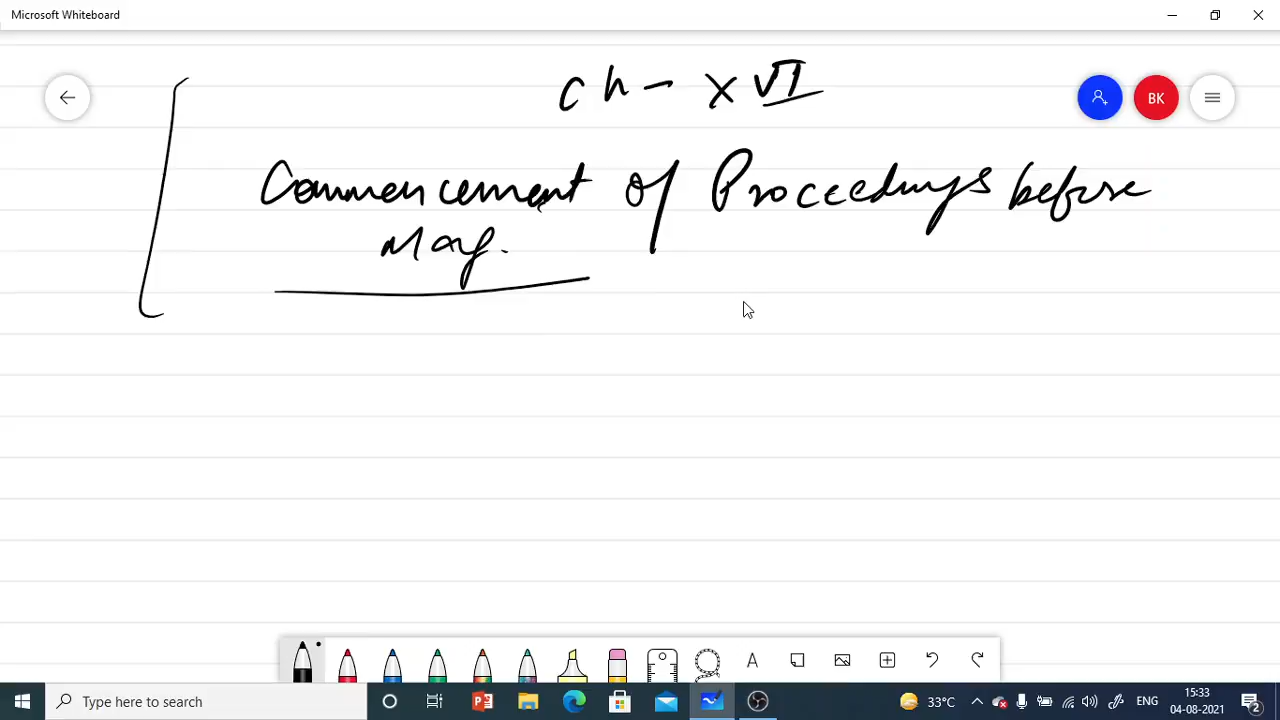 Microsoft Whiteboard
Ch - XVI
BK
Commencement of Proceedings before
Mag.
A
Type here to search
33°C
ENG
15:33
04-08-2021
2